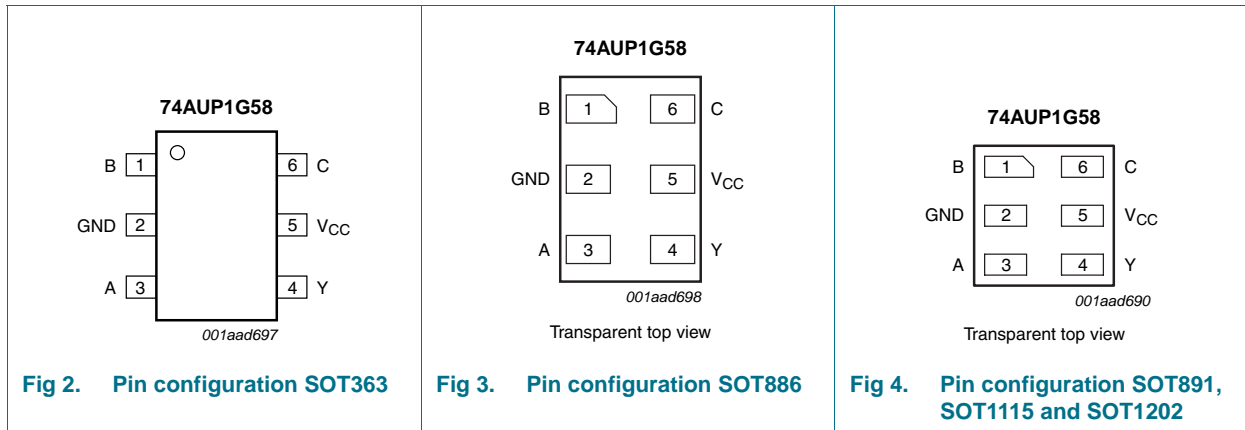 74AUP1G58
B 1 6 C
GND 2 5 VCC
A 3 4 Y
001aad697
Fig 2. Pin configuration SOT363
74AUP1G58
B 1 6 C
GND 2 5 VCC
A 3 4 Y
001aad698
Transparent top view
Fig 3. Pin configuration SOT886
74AUP1G58
B 1 6 C
GND 2 5 VCC
A 3 4 Y
001aad690
Transparent top view
Fig 4. Pin configuration SOT891,
SOT1115 and SOT1202